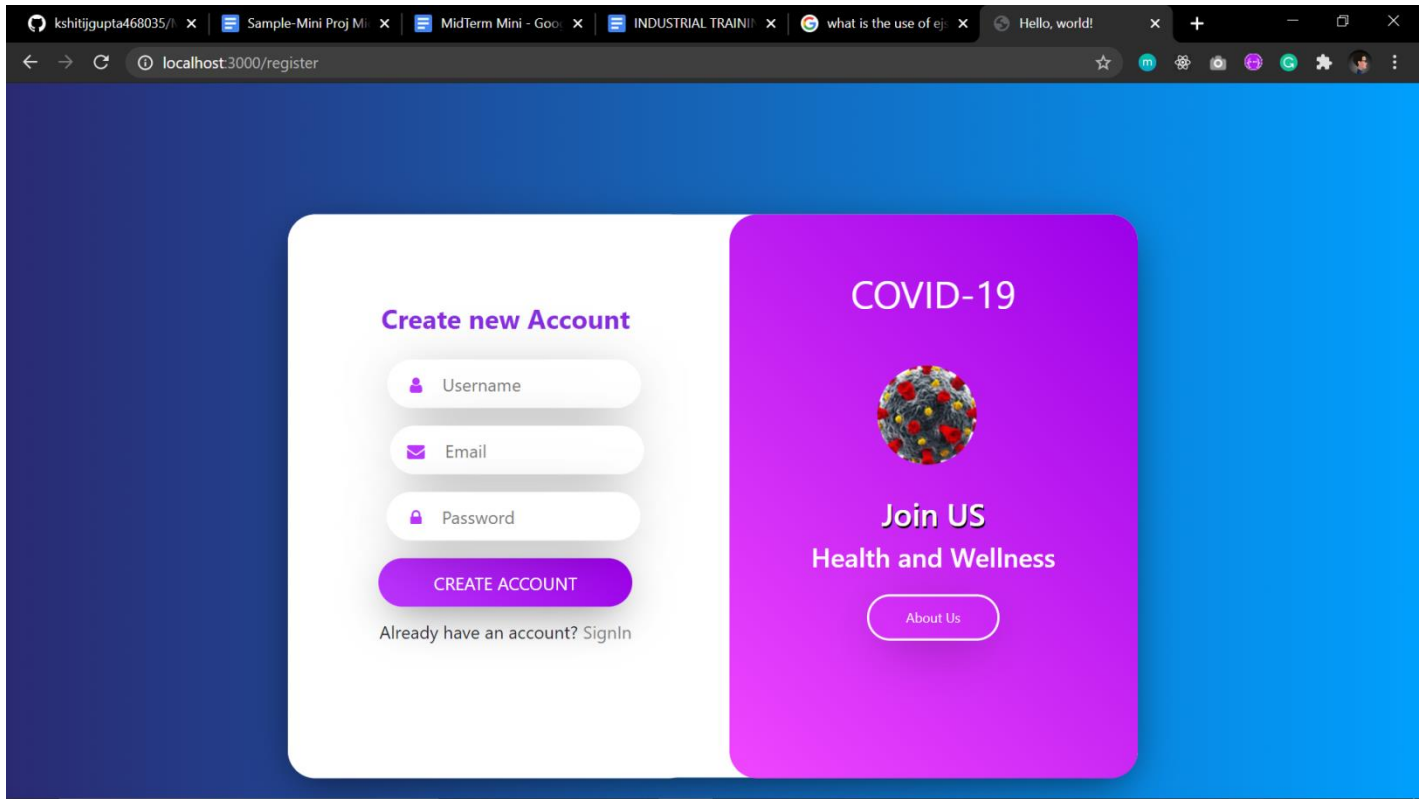 kshitijgupta468035/
Sample-Mini Proj Mi
MidTerm Mini - Goo
INDUSTRIAL TRAINI
what is the use of ejs
Hello, world!
localhost:3000/register
Create new Account
Username
Email
Password
CREATE ACCOUNT
Already have an account? SignIn
COVID-19
Join US
Health and Wellness
About Us